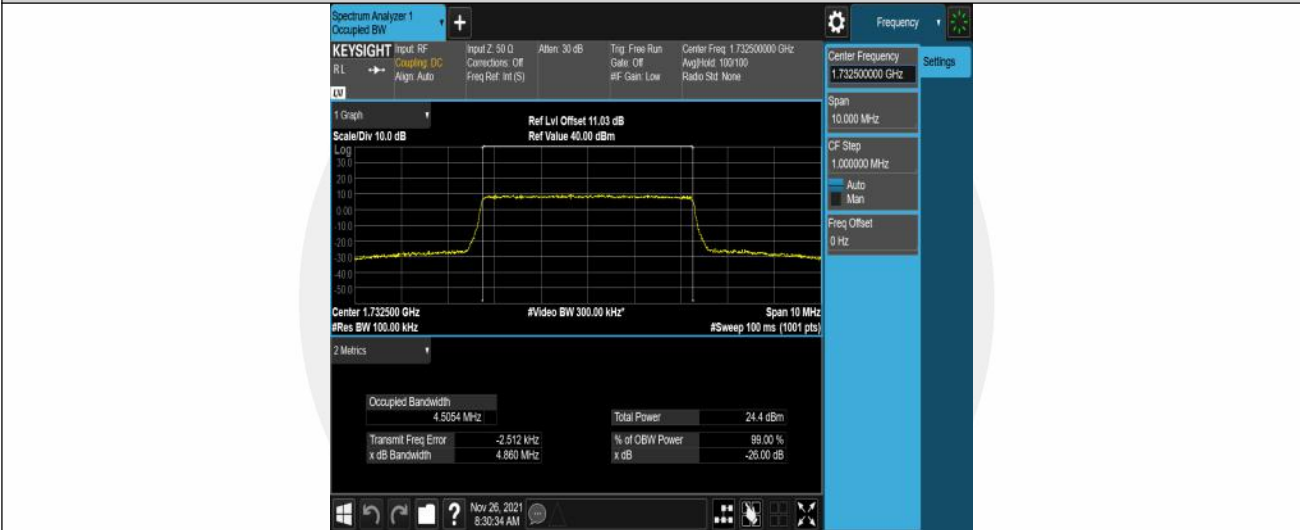 Spectrum Analyzer 1
Occupied BW
+
Frequency
KEYSIGHT
RL
LV
Input: RF
Coupling: DC
Align: Auto
Input Z: 50 Ω
Corrections: Off
Freq Ref: Int (S)
Atten: 30 dB
Trig: Free Run
Gate: Off
#IF Gain: Low
Center Freq: 1.732500000 GHz
Avg|Hold: 100/100
Radio Std: None
Center Frequency
1.732500000 GHz
Settings
Span
10.000 MHz
CF Step
1.000000 MHz
Auto
Man
Freq Offset
0 Hz
1 Graph
Scale/Div 10.0 dB
Ref Lvl Offset 11.03 dB
Ref Value 40.00 dBm
Log
30.0
20.0
10.0
0.00
-10.0
-20.0
-30.0
-40.0
-50.0
Center 1.732500 GHz
#Res BW 100.00 kHz
#Video BW 300.00 kHz*
Span 10 MHz
#Sweep 100 ms (1001 pts)
2 Metrics
Occupied Bandwidth
4.5054 MHz
Transmit Freq Error -2.512 kHz
x dB Bandwidth 4.860 MHz
Total Power 24.4 dBm
% of OBW Power 99.00 %
x dB -26.00 dB
?
Nov 26, 2021
8:30:34 AM